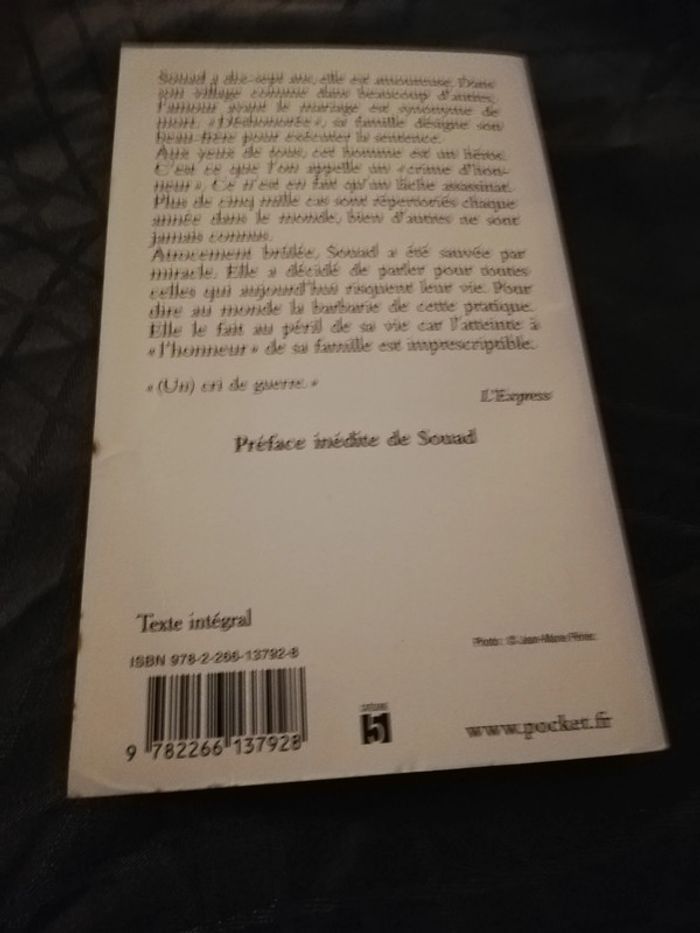 Souad a dix-sept ans, elle est amoureuse. Dans
son village comme dans beaucoup d'autres,
l'amour avant le mariage est synonyme de
mort. «Déshonorée», sa famille désigne son
beau-frère pour exécuter la sentence.
Aux yeux de tous, cet homme est un héros.
C'est ce que l'on appelle un «crime d'hon-
neur». Ce n'est en fait qu'un lâche assassinat.
Plus de cinq mille cas sont répertoriés chaque
année dans le monde, bien d'autres ne sont
jamais connus.
Atrocement brûlée, Souad a été sauvée par
miracle. Elle a décidé de parler pour toutes
celles qui aujourd'hui risquent leur vie. Pour
dire au monde la barbarie de cette pratique.
Elle le fait au péril de sa vie car l'atteinte à
«l'honneur» de sa famille est imprescriptible.
« (Un) cri de guerre. »
L'Express
Préface inédite de Souad
Texte intégral
Photo : © Jean-Marie Périer.
ISBN 978-2-266-13792-8
5
www.pocket.fr
9 782266 137928